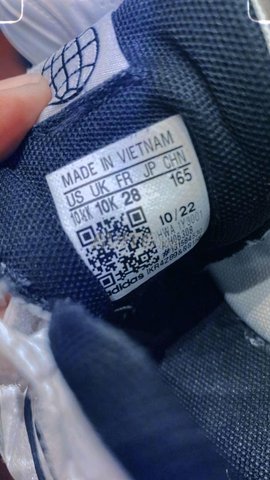 MADE IN VIETNAM
US UK FR JP CHN
10½K 10K 28 165
10/22
adidas